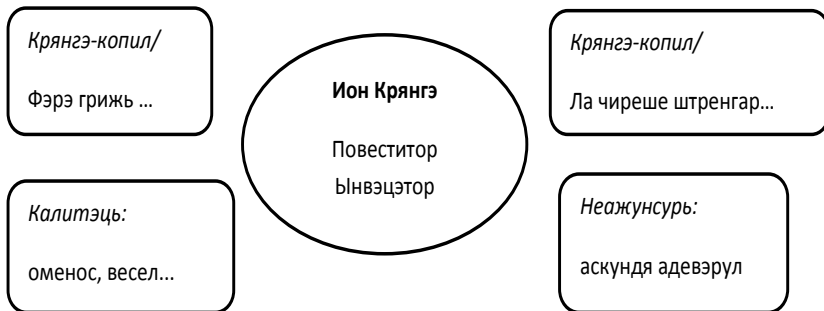 Крянгэ-копил/
Фэрэ грижь ...
Ион Крянгэ
Повеститор
Ынвэцэтор
Крянгэ-копил/
Ла чиреше штренгар...
Калитэць:
оменос, весел...
Неажунсурь:
аскундя адевэрул